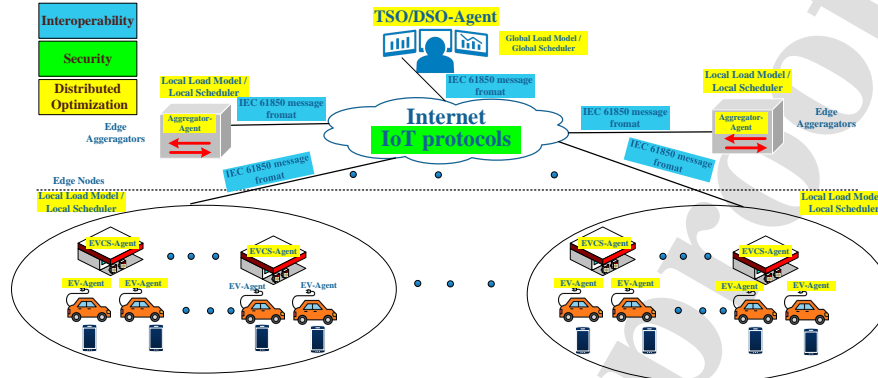 Interoperability
Security
Distributed
Optimization
TSO/DSO-Agent
Global Load Model /
Global Scheduler
Local Load Model /
Local Scheduler
Aggregator-
Agent
Edge
Aggeragators
IEC 61850 message
fromat
IEC 61850 message
fromat
IEC 61850 message
fromat
Internet
IoT protocols
IEC 61850 message
fromat
IEC 61850 message
fromat
Local Load Model /
Local Scheduler
Aggregator-
Agent
Edge
Aggeragators
Edge Nodes
Local Load Model /
Local Scheduler
EVCS-Agent
EVCS-Agent
EV-Agent
EV-Agent
EV-Agent
EV-Agent
Local Load Model
Local Scheduler
EVCS-Agent
EVCS-Agent
EV-Agent
EV-Agent
EV-Agent
EV-Agent
proo